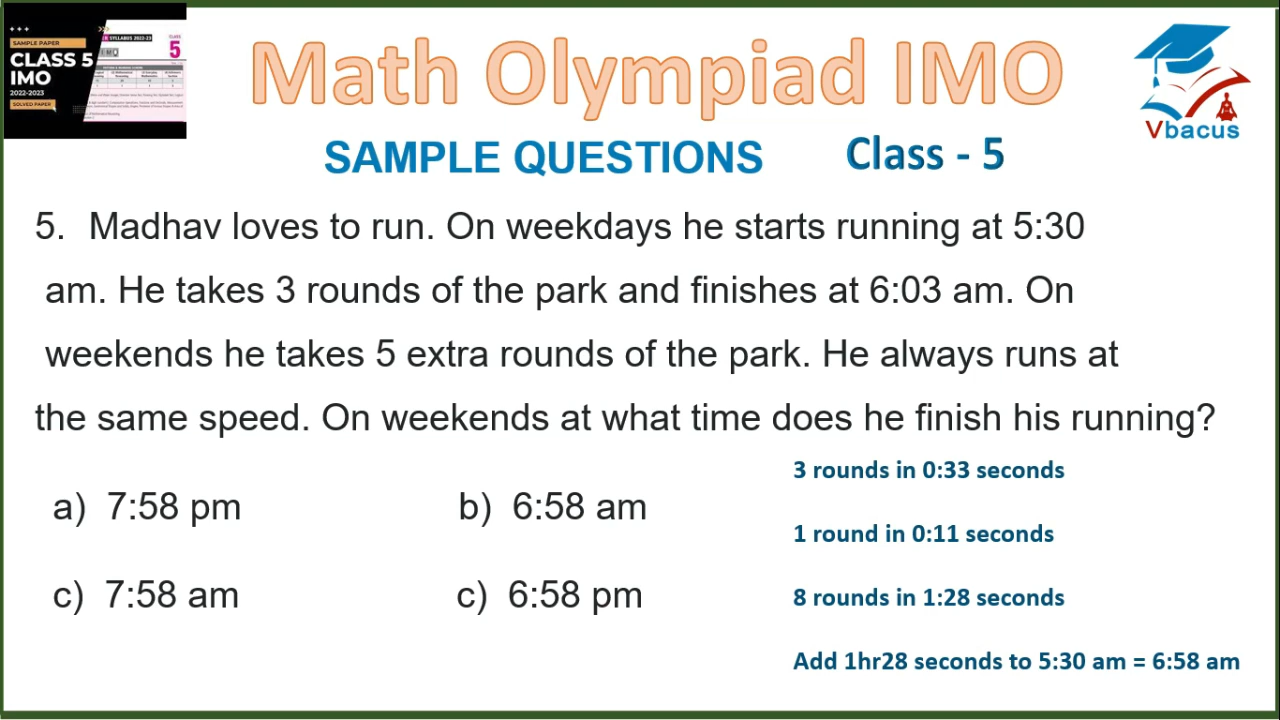 SAMPLE PAPER
CLASS 5
IMO
2022-2023
SOLVED PAPER
SYLLABUS 2022-23
CLASS
5
Math Olympiad IMO
Vbacus
SAMPLE QUESTIONS Class - 5
5. Madhav loves to run. On weekdays he starts running at 5:30
am. He takes 3 rounds of the park and finishes at 6:03 am. On
weekends he takes 5 extra rounds of the park. He always runs at
the same speed. On weekends at what time does he finish his running?
3 rounds in 0:33 seconds
a) 7:58 pm b) 6:58 am
1 round in 0:11 seconds
c) 7:58 am c) 6:58 pm
8 rounds in 1:28 seconds
Add 1hr28 seconds to 5:30 am = 6:58 am